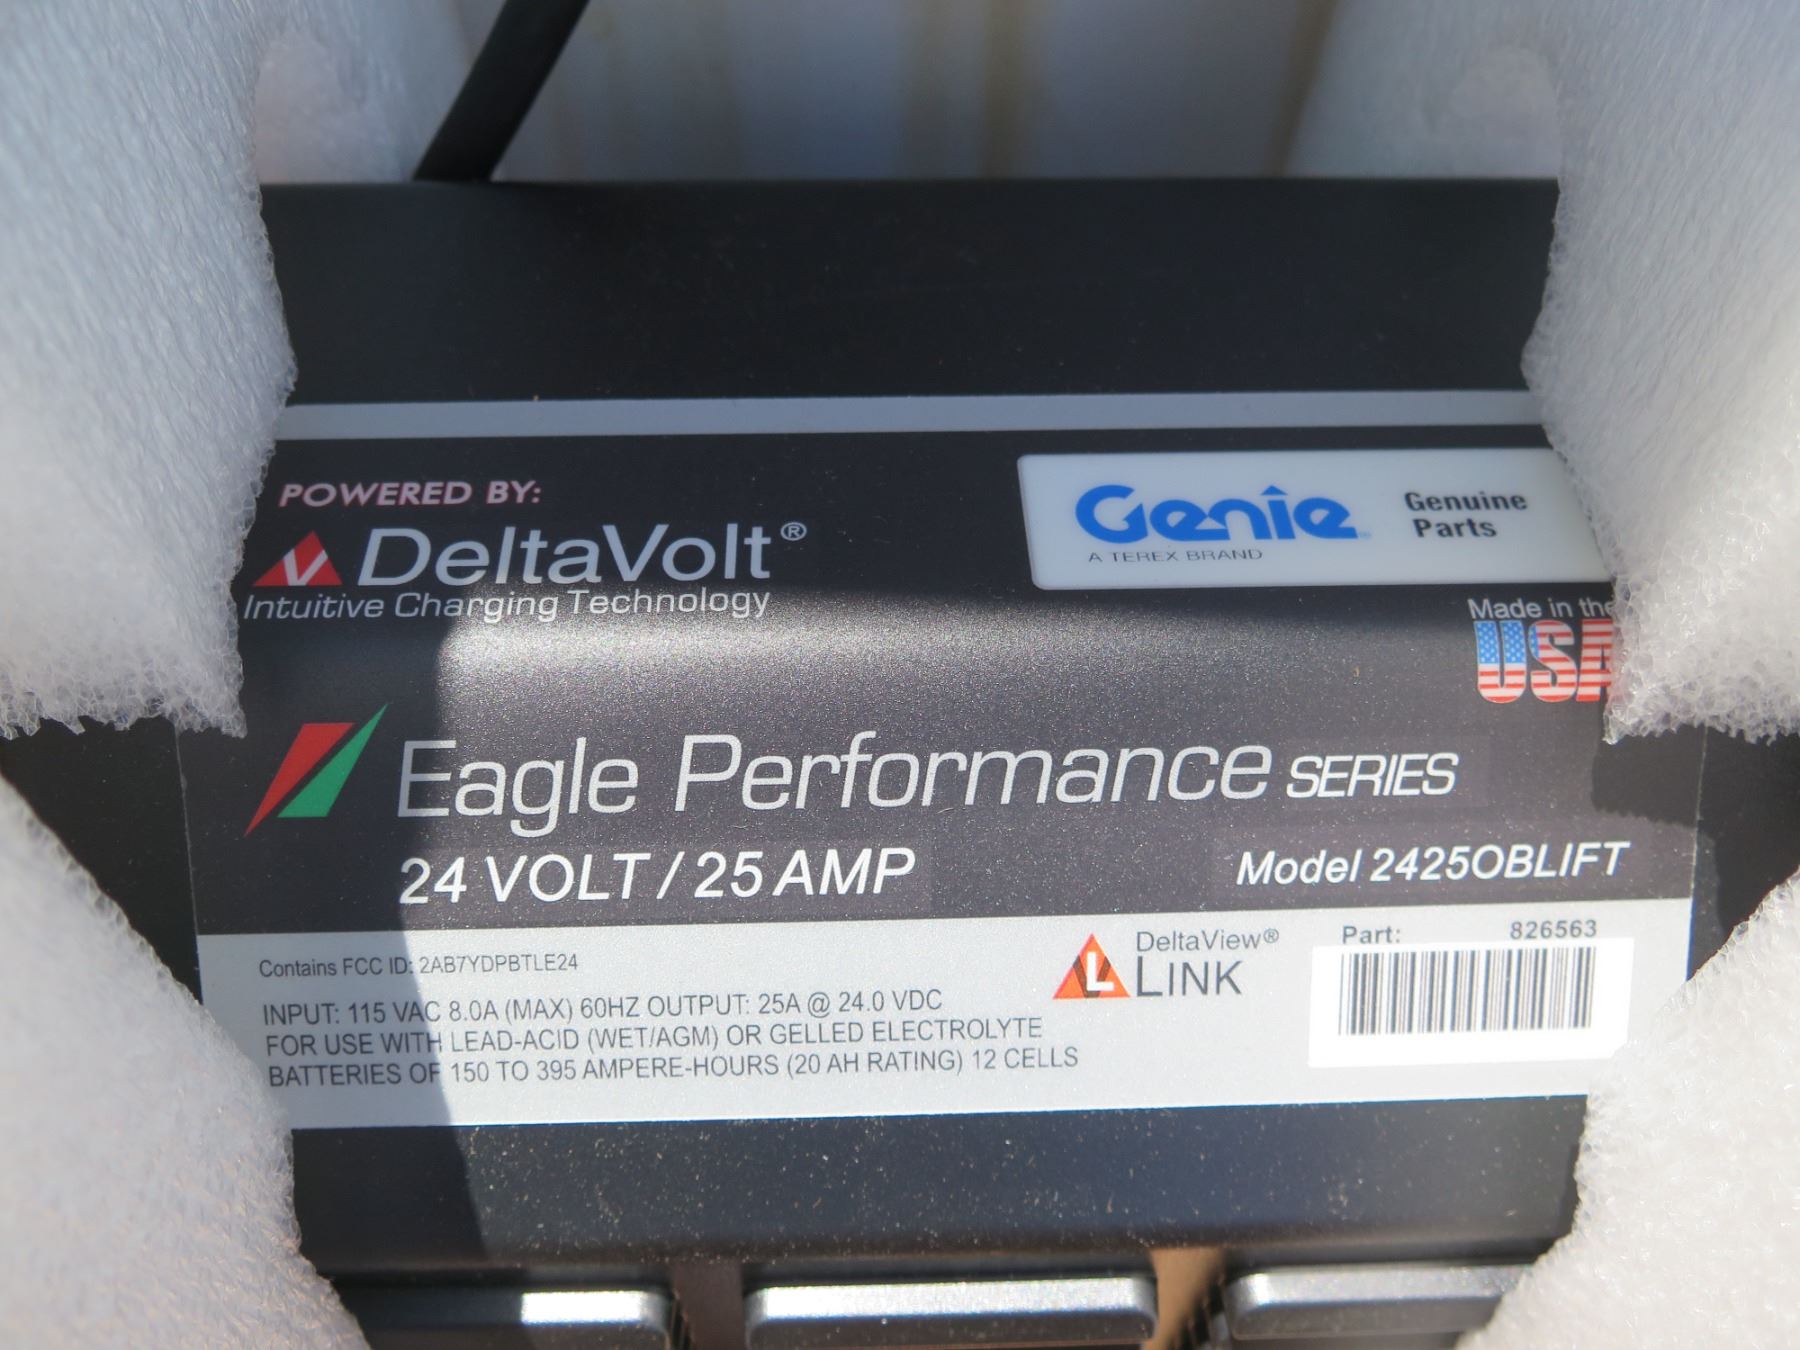 POWERED BY:
DeltaVolt®
Intuitive Charging Technology
Genie
A TEREX BRAND
Genuine
Parts
Made in the
USA
Eagle Performance SERIES
24 VOLT / 25 AMP
Model 2425OBLIFT
Contains FCC ID: 2AB7YDPBTLE24
INPUT: 115 VAC 8.0A (MAX) 60HZ OUTPUT: 25A @ 24.0 VDC
FOR USE WITH LEAD-ACID (WET/AGM) OR GELLED ELECTROLYTE
BATTERIES OF 150 TO 395 AMPERE-HOURS (20 AH RATING) 12 CELLS
L
DeltaView®
LINK
Part: 826563